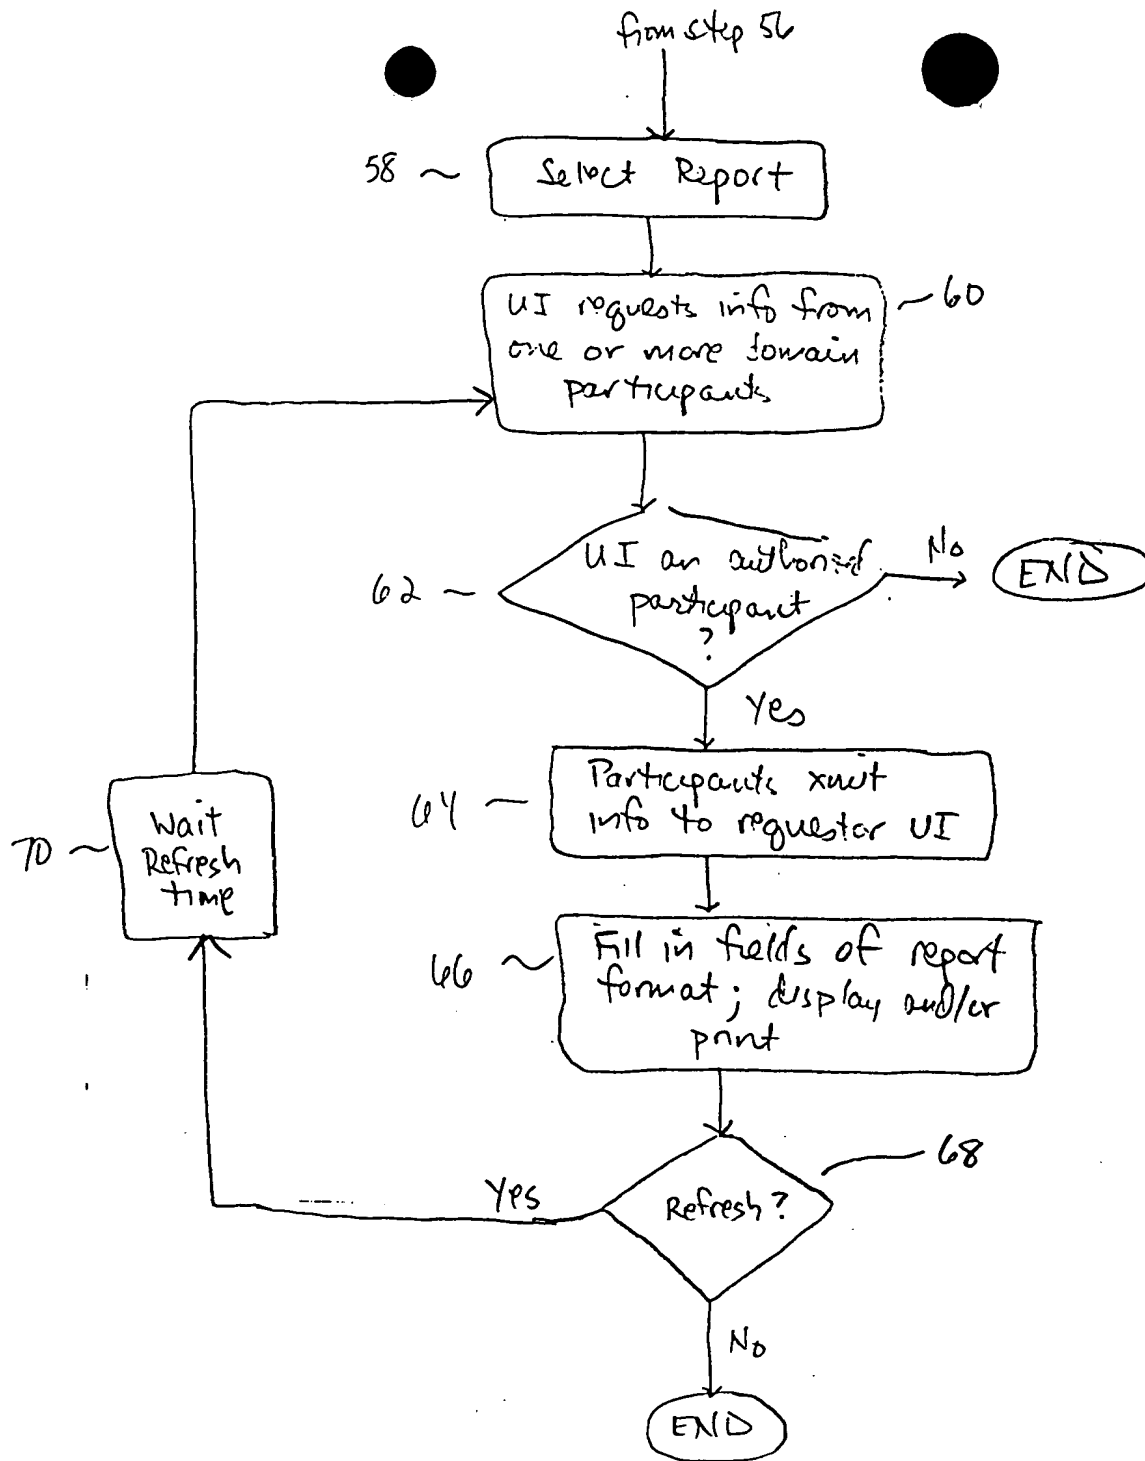 from step 56
58
Select Report
60
UI requests info from
one or more domain
participants
62
UI an authorized
participant
?
No
END
Yes
64
Participants xmit
info to requestor UI
70
Wait
Refresh
time
66
Fill in fields of report
format; display and/or
print
68
Refresh?
Yes
No
END